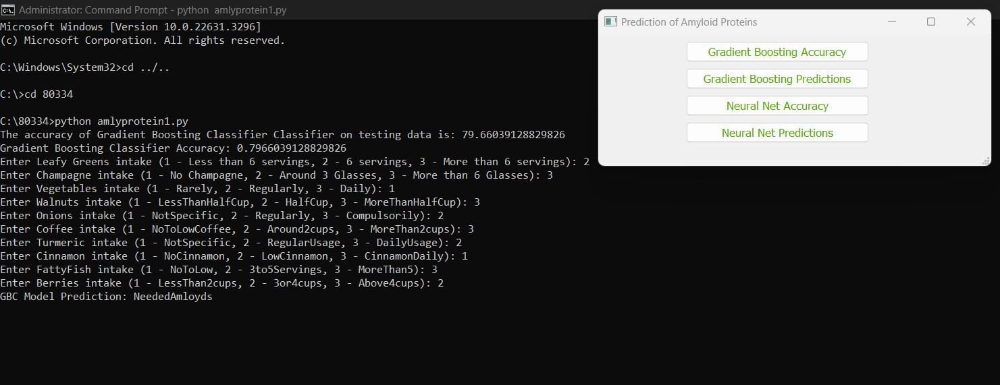 Administrator: Command Prompt - python  amlyprotein1.py
Microsoft Windows [Version 10.0.22631.3296]
(c) Microsoft Corporation. All rights reserved.
C:\Windows\System32>cd ../..
C:\>cd 80334
C:\80334>python amlyprotein1.py
The accuracy of Gradient Boosting Classifier Classifier on testing data is: 79.66039128829826
Gradient Boosting Classifier Accuracy: 0.7966039128829826
Enter Leafy Greens intake (1 - Less than 6 servings, 2 - 6 servings, 3 - More than 6 servings): 2
Enter Champagne intake (1 - No Champagne, 2 - Around 3 Glasses, 3 - More than 6 Glasses): 3
Enter Vegetables intake (1 - Rarely, 2 - Regularly, 3 - Daily): 1
Enter Walnuts intake (1 - LessThanHalfCup, 2 - HalfCup, 3 - MoreThanHalfCup): 3
Enter Onions intake (1 - NotSpecific, 2 - Regularly, 3 - Compulsorily): 2
Enter Coffee intake (1 - NoToLowCoffee, 2 - Around2cups, 3 - MoreThan2cups): 3
Enter Turmeric intake (1 - NotSpecific, 2 - RegularUsage, 3 - DailyUsage): 2
Enter Cinnamon intake (1 - NoCinnamon, 2 - LowCinnamon, 3 - CinnamonDaily): 1
Enter FattyFish intake (1 - NoToLow, 2 - 3to5Servings, 3 - MoreThan5): 3
Enter Berries intake (1 - LessThan2cups, 2 - 3or4cups, 3 - Above4cups): 2
GBC Model Prediction: NeededAmloyds
Prediction of Amyloid Proteins
Gradient Boosting Accuracy
Gradient Boosting Predictions
Neural Net Accuracy
Neural Net Predictions